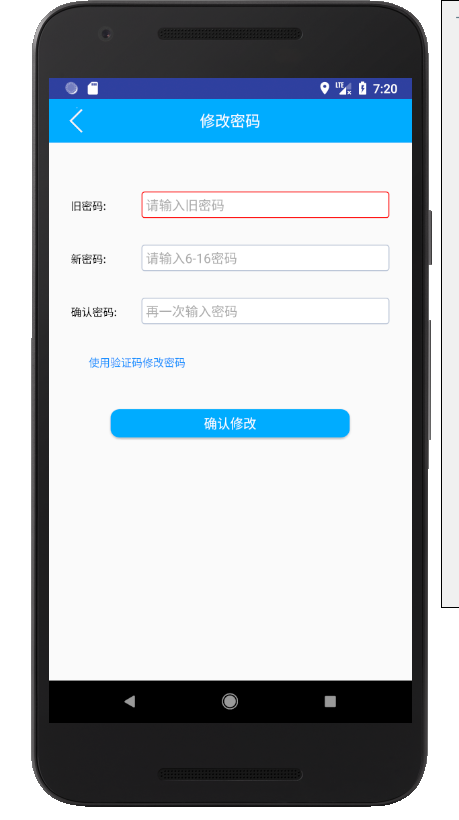 LTE 7:20
修改密码
旧密码: 请输入旧密码
新密码: 请输入6-16密码
确认密码: 再一次输入密码
使用验证码修改密码
确认修改